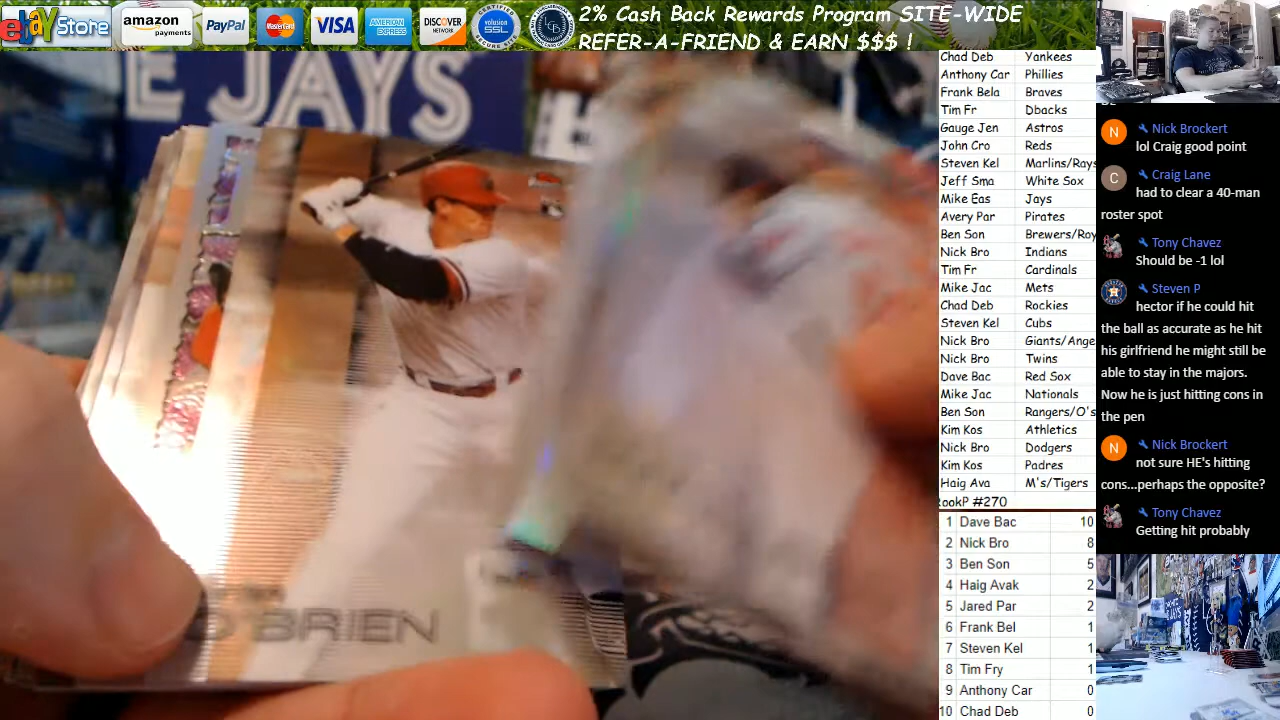 ebay Store
amazon payments
PayPal
MasterCard
VISA
AMERICAN EXPRESS
DISCOVER NETWORK
volusion SSL
2% Cash Back Rewards Program SITE-WIDE
REFER-A-FRIEND & EARN $$$ !
E JAYS
BRIEN
Chad Deb Yankees
Anthony Car Phillies
Frank Bela Braves
Tim Fr Dbacks
Gauge Jen Astros
John Cro Reds
Steven Kel Marlins/Rays
Jeff Sma White Sox
Mike Eas Jays
Avery Par Pirates
Ben Son Brewers/Roy
Nick Bro Indians
Tim Fr Cardinals
Mike Jac Mets
Chad Deb Rockies
Steven Kel Cubs
Nick Bro Giants/Ange
Nick Bro Twins
Dave Bac Red Sox
Mike Jac Nationals
Ben Son Rangers/O's
Kim Kos Athletics
Nick Bro Dodgers
Kim Kos Padres
Haig Ava M's/Tigers
RookP #270
1 Dave Bac 10
2 Nick Bro 8
3 Ben Son 5
4 Haig Avak 2
5 Jared Par 2
6 Frank Bel 1
7 Steven Kel 1
8 Tim Fry 1
9 Anthony Car 0
10 Chad Deb 0
N Nick Brockert
lol Craig good point
C Craig Lane
had to clear a 40-man
roster spot
Tony Chavez
Should be -1 lol
Steven P
hector if he could hit
the ball as accurate as he hit
his girlfriend he might still be
able to stay in the majors.
Now he is just hitting cons in
the pen
N Nick Brockert
not sure HE's hitting
cons...perhaps the opposite?
Tony Chavez
Getting hit probably